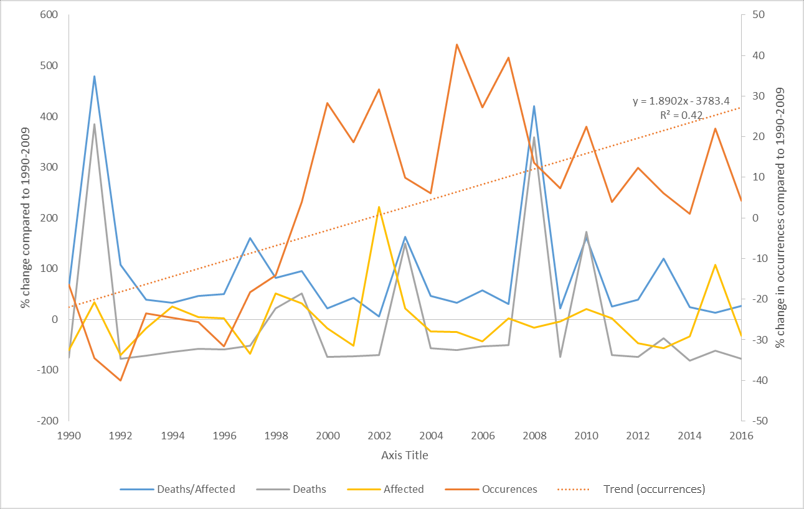 600
500
400
300
200
100
0
-100
-200
% change compared to 1990-2009
50
40
30
20
10
0
-10
-20
-30
-40
-50
% change in occurrences compared to 1990-2009
y = 1.8902x - 3783.4
R² = 0.42
1990 1992 1994 1996 1998 2000 2002 2004 2006 2008 2010 2012 2014 2016
Axis Title
Deaths/Affected Deaths Affected Occurences Trend (occurrences)